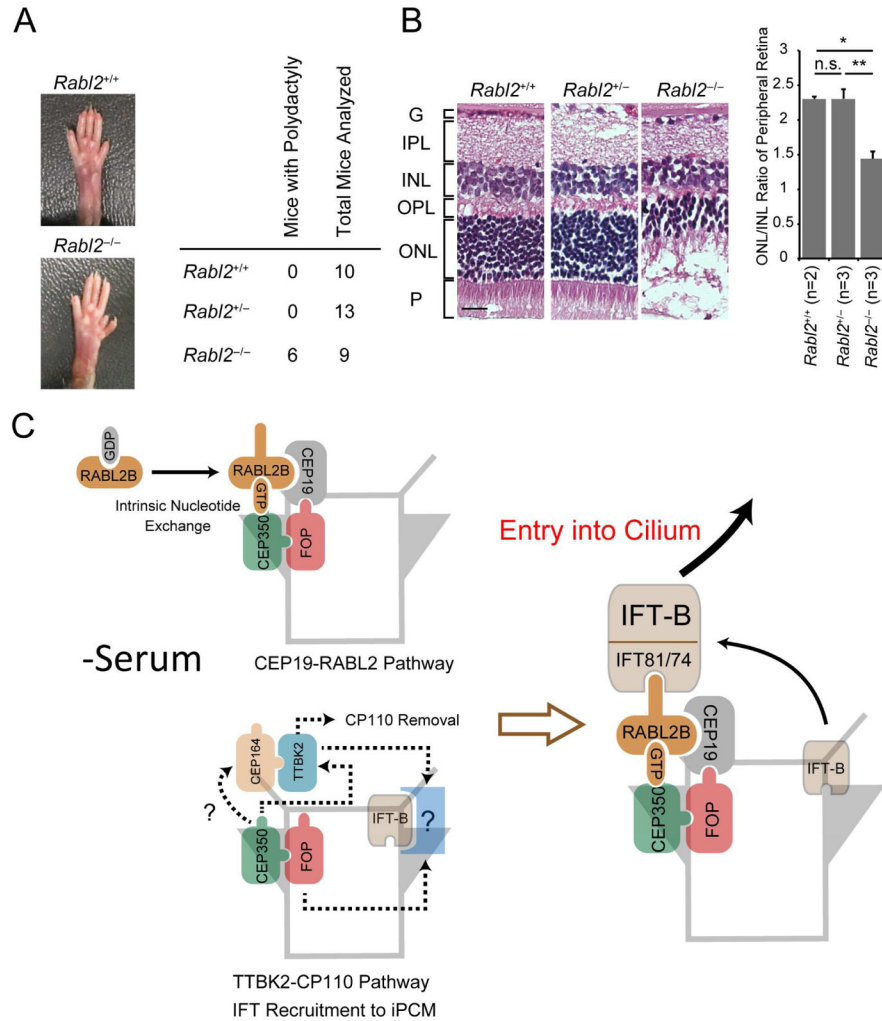 A
Rabl2+/+
Rabl2−/−
Mice with Polydactyly
Total Mice Analyzed
Rabl2+/+ 0 10
Rabl2+/− 0 13
Rabl2−/− 6 9
B
Rabl2+/+ Rabl2+/− Rabl2−/−
G
IPL
INL
OPL
ONL
P
ONL/INL Ratio of Peripheral Retina
3
2.5
2
1.5
1
0.5
0
*
n.s. **
Rabl2+/+ (n=2)
Rabl2+/− (n=3)
Rabl2−/− (n=3)
C
GDP
RABL2B
Intrinsic Nucleotide
Exchange
RABL2B
GTP
CEP19
CEP350
FOP
CEP19-RABL2 Pathway
-Serum
CP110 Removal
CEP164
TTBK2
?
CEP350
FOP
IFT-B
?
TTBK2-CP110 Pathway
IFT Recruitment to iPCM
Entry into Cilium
IFT-B
IFT81/74
RABL2B
GTP
CEP19
CEP350
FOP
IFT-B